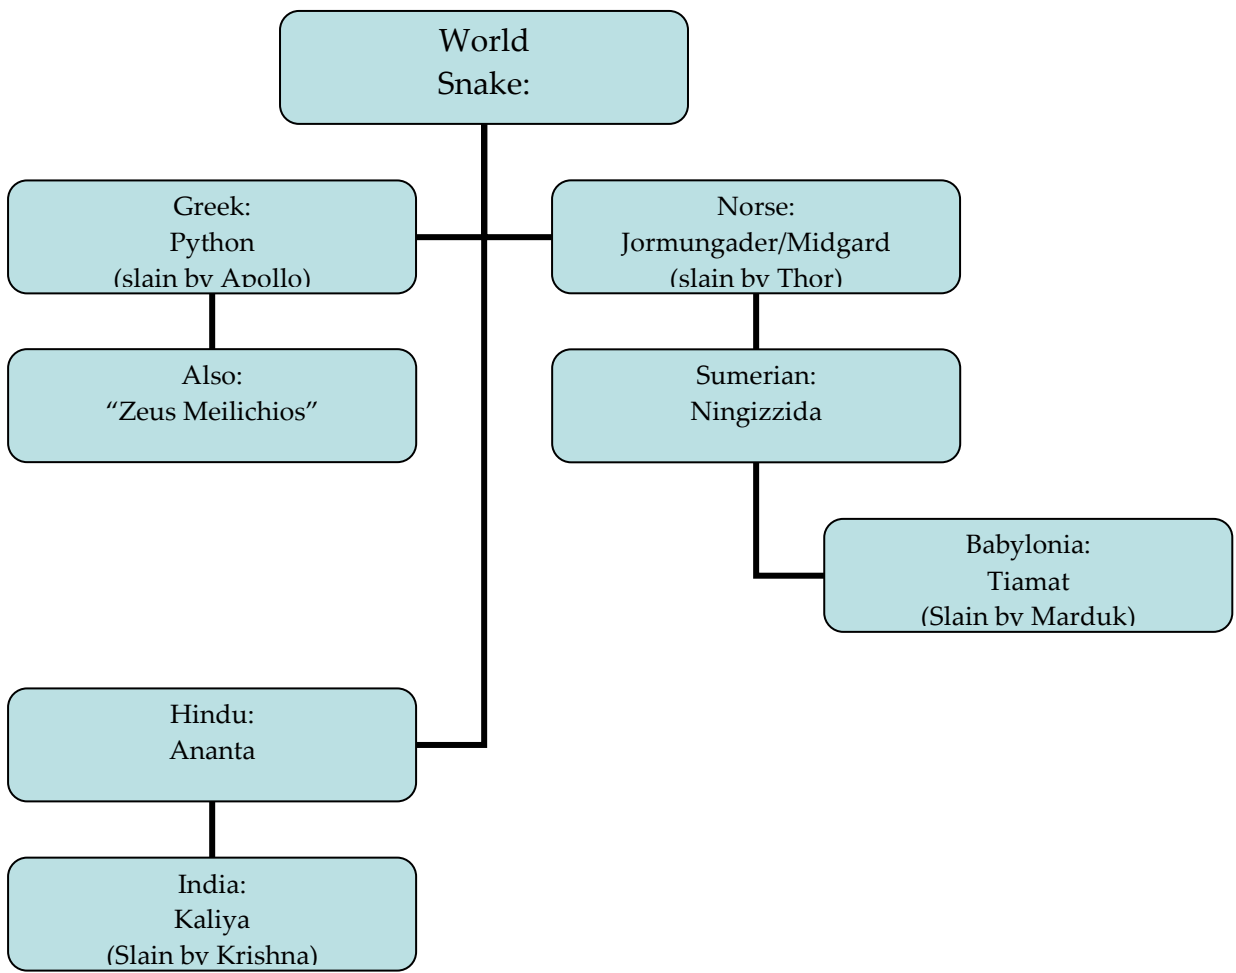 World
Snake:
Greek:
Python
(slain by Apollo)
Norse:
Jormungader/Midgard
(slain by Thor)
Also:
“Zeus Meilichios”
Sumerian:
Ningizzida
Babylonia:
Tiamat
(Slain by Marduk)
Hindu:
Ananta
India:
Kaliya
(Slain by Krishna)